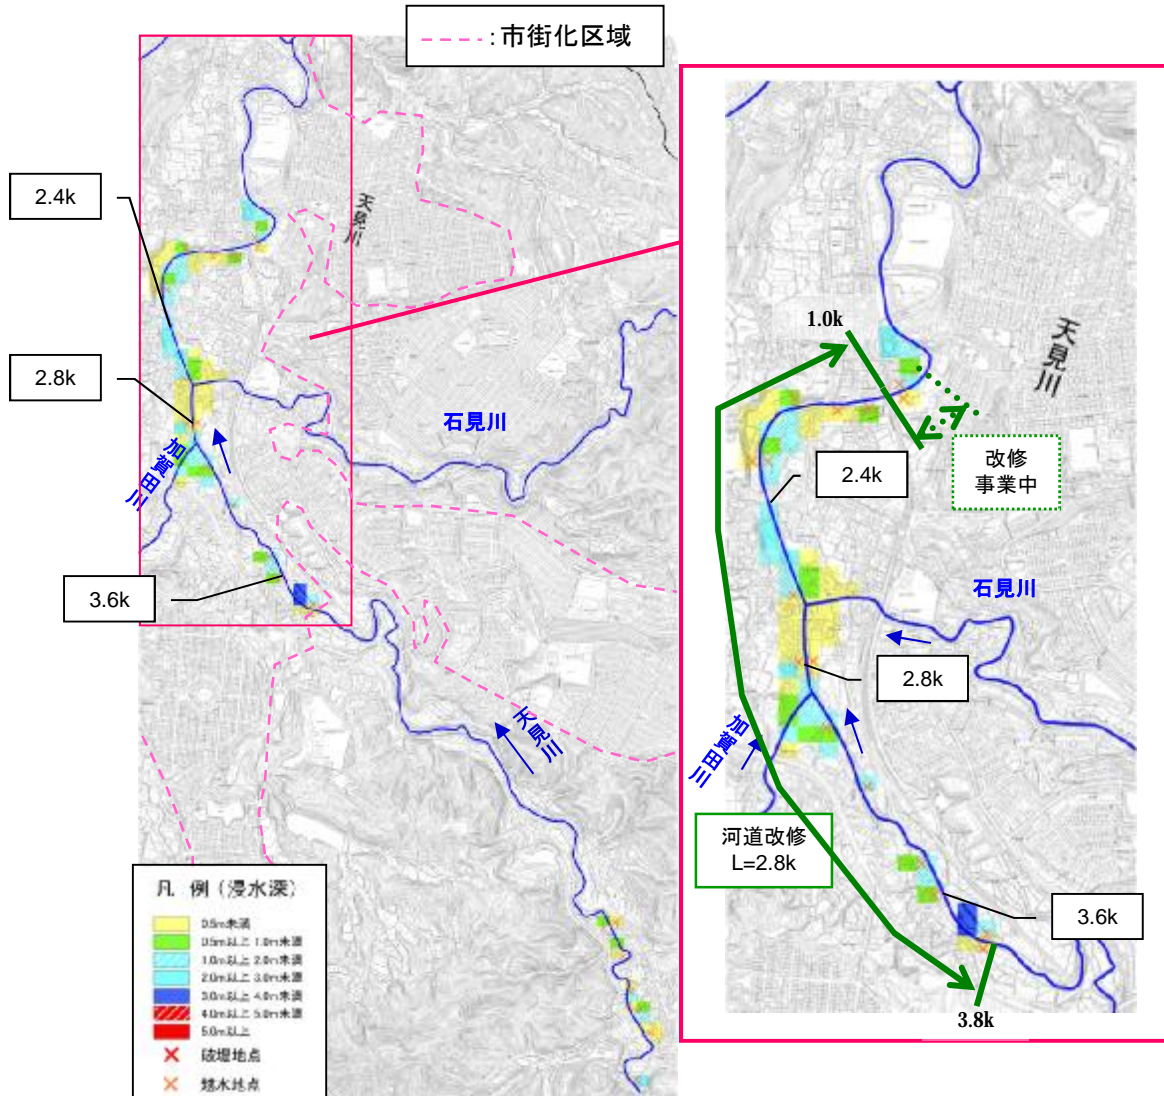 :市街化区域
2.4k
2.8k
3.6k
天見川
石見川
加賀田川
天見川
凡 例(浸水深)
0.5m未満
0.5m以上 1.0m未満
1.0m以上 2.0m未満
2.0m以上 3.0m未満
3.0m以上 4.0m未満
4.0m以上 5.0m未満
5.0m以上
破堤地点
越水地点
1.0k
天見川
改修
事業中
2.4k
石見川
2.8k
加賀田川
河道改修
L=2.8k
3.6k
3.8k